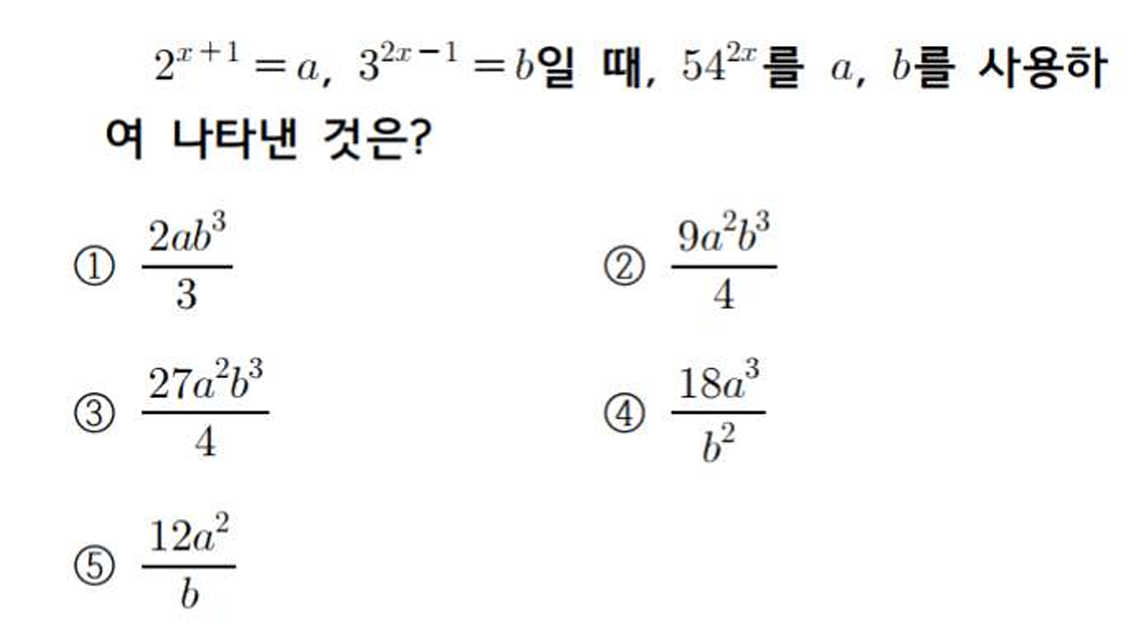 2^{x+1} = a, 3^{2x-1} = b일 때, 54^{2x}를 a, b를 사용하
여 나타낸 것은?
① \frac{2ab^3}{3} ② \frac{9a^2b^3}{4}
③ \frac{27a^2b^3}{4} ④ \frac{18a^3}{b^2}
⑤ \frac{12a^2}{b}